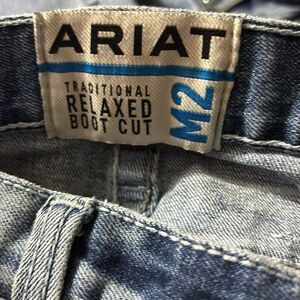 ARIAT
TRADITIONAL
RELAXED
BOOT CUT
M2